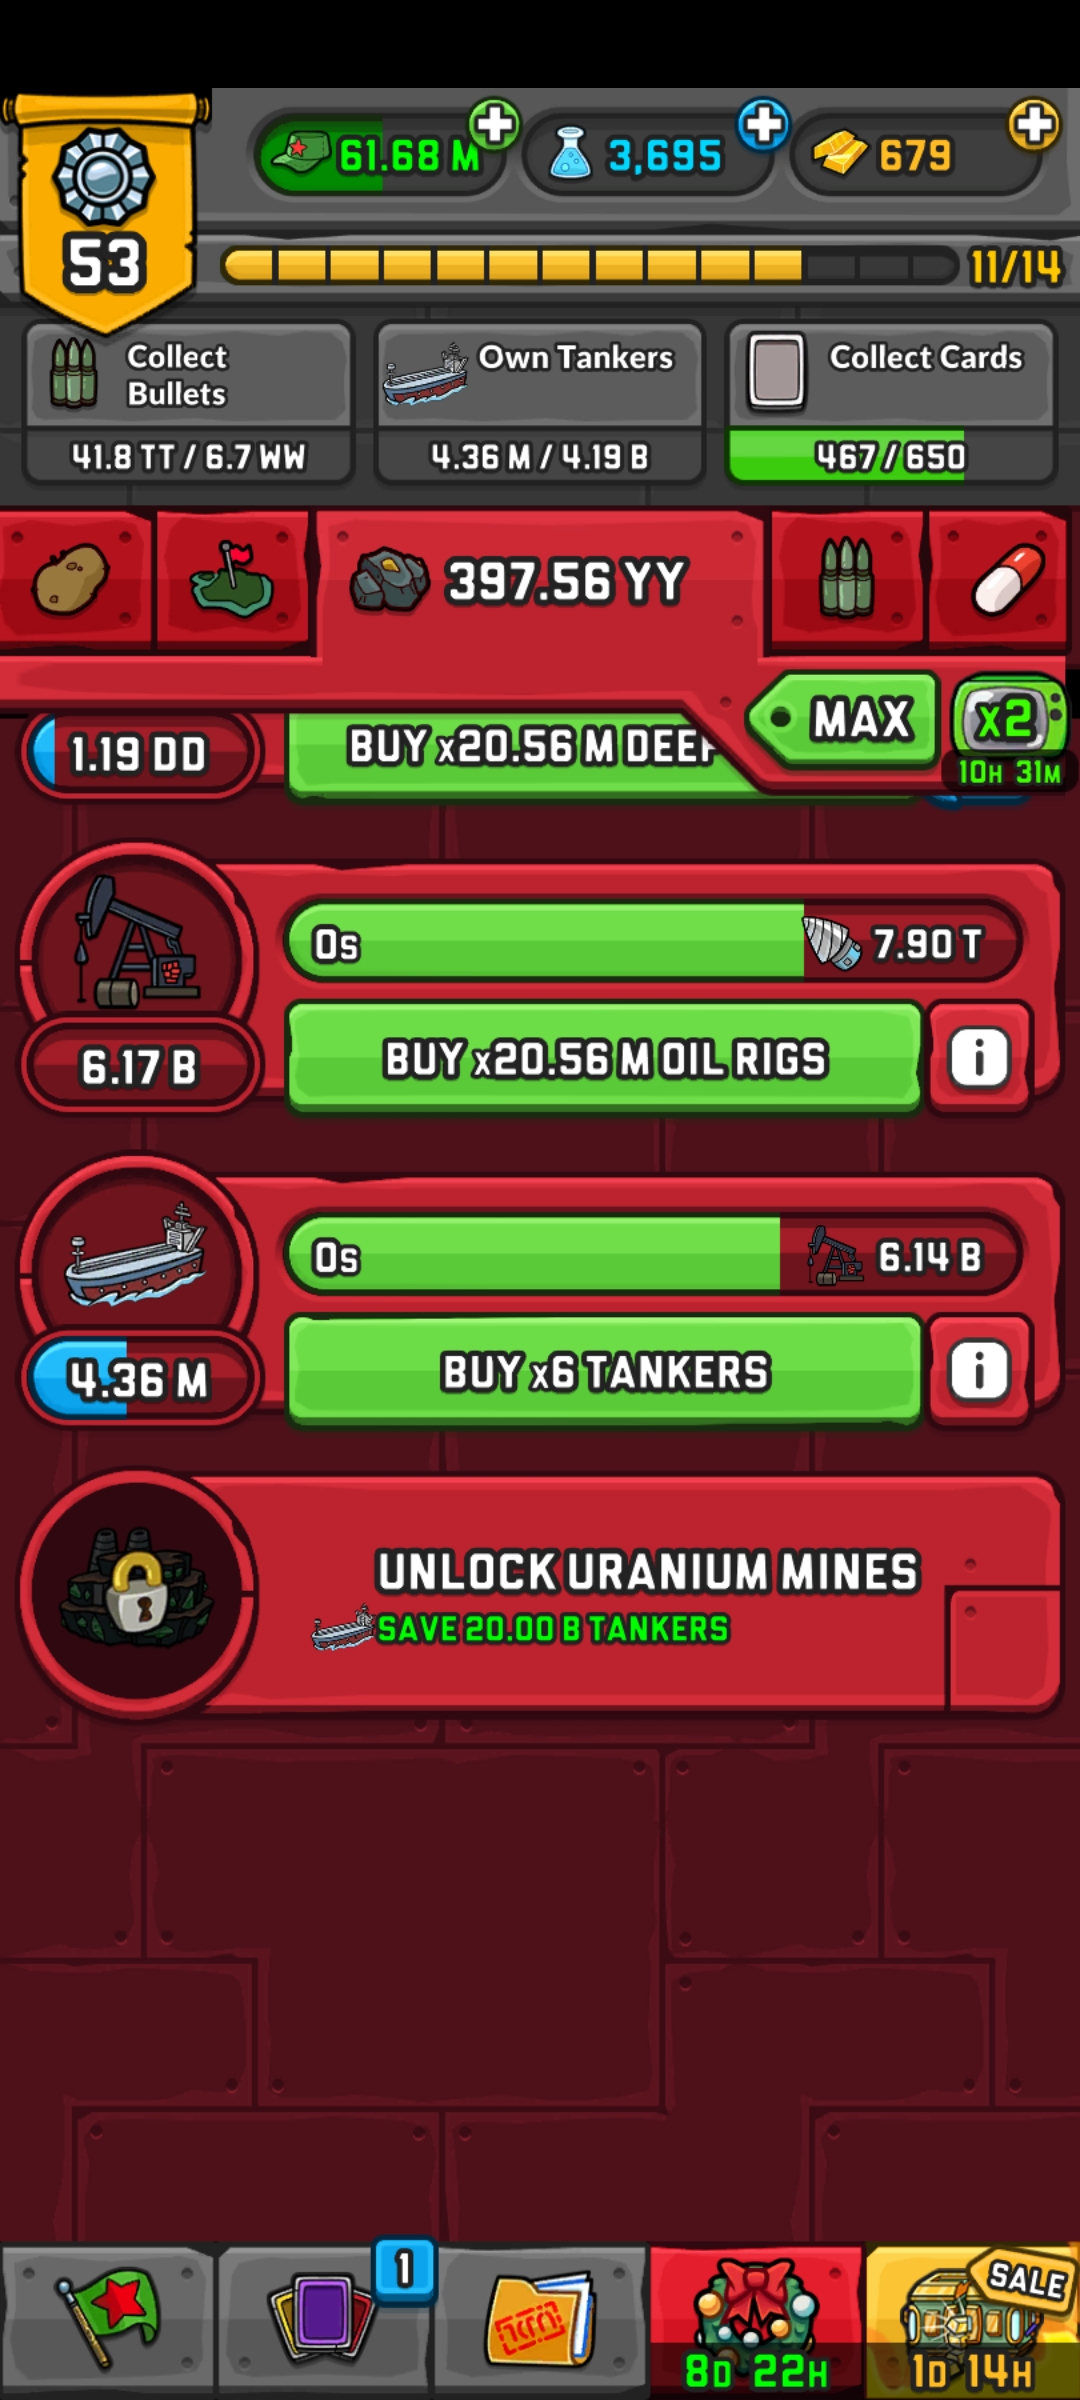 61.68 M
3,695
679
53
11/14
Collect
Bullets
Own Tankers
Collect Cards
41.8 TT / 6.7 WW
4.36 M / 4.19 B
467 / 650
397.56 YY
MAX
x2
10H 31M
1.19 DD
BUY x20.56 M DEEP
0s
7.90 T
6.17 B
BUY x20.56 M OIL RIGS
i
0s
6.14 B
4.36 M
BUY x6 TANKERS
i
UNLOCK URANIUM MINES
SAVE 20.00 B TANKERS
1
SALE
8D 22H
1D 14H